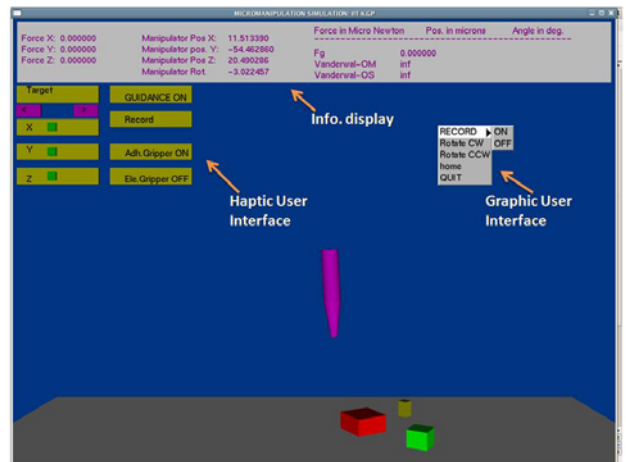 MICROMANIPULATION SIMULATION: IIT-KGP
Force X: 0.000000
Force Y: 0.000000
Force Z: 0.000000
Manipulator Pos X: 11.513390
Manipulator pos. Y: -54.462860
Manipulator Pos Z: 20.490286
Manipulator Rot. -3.022457
Force in Micro Newton Pos. in microns Angle in deg.
Fg 0.000000
Vanderwal-OM inf
Vanderwal-OS inf
Target
< >
X
Y
Z
GUIDANCE ON
Record
Adh.Gripper ON
Ele.Gripper OFF
Info. display
Haptic User
Interface
RECORD ON
Rotate CW OFF
Rotate CCW
home
QUIT
Graphic User
Interface